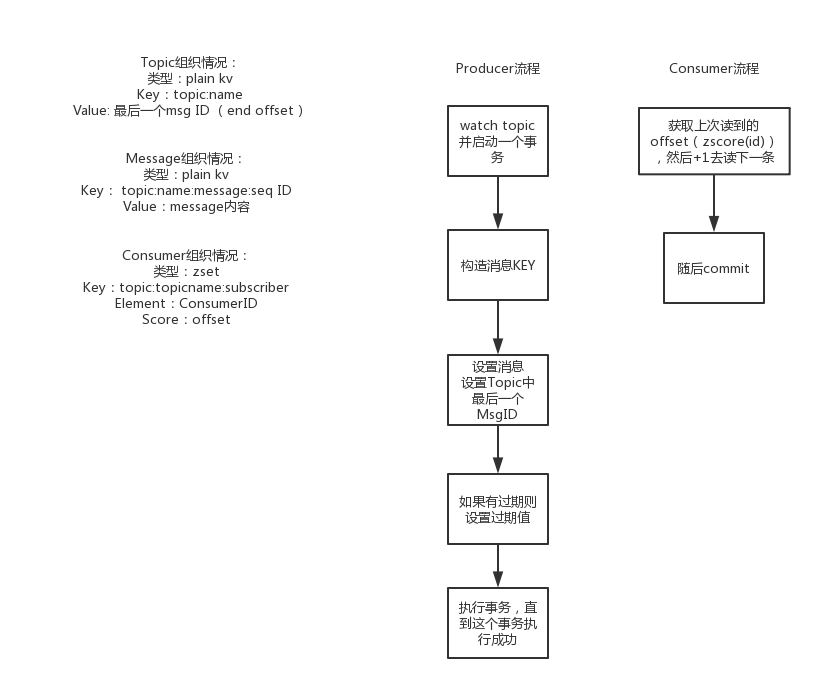 Topic组织情况：
类型：plain kv
Key：topic:name
Value: 最后一个msg ID （end offset）
Message组织情况：
类型：plain kv
Key： topic:name:message:seq ID
Value：message内容
Consumer组织情况：
类型：zset
Key：topic:topicname:subscriber
Element：ConsumerID
Score：offset
Producer流程
watch topic
并启动一个事
务
构造消息KEY
设置消息
设置Topic中
最后一个
MsgID
如果有过期则
设置过期值
执行事务，直
到这个事务执
行成功
Consumer流程
获取上次读到的
offset（zscore(id)）
，然后+1去读下一条
随后commit